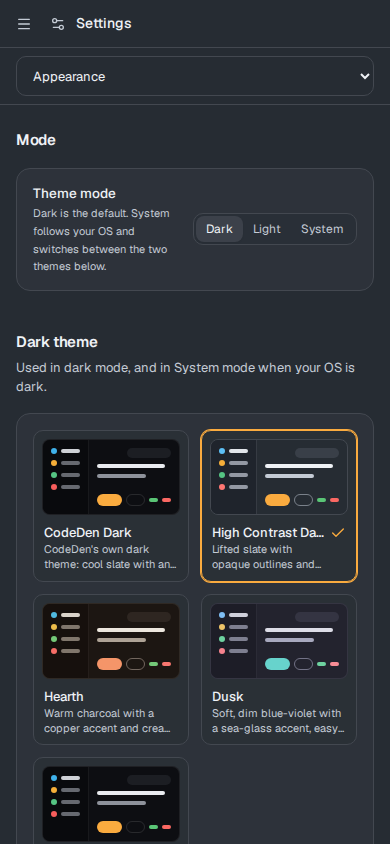 Settings
Appearance
Mode
Theme mode
Dark is the default. System
follows your OS and
switches between the two
themes below.
Dark
Light
System
Dark theme
Used in dark mode, and in System mode when your OS is
dark.
CodeDen Dark
CodeDen's own dark
theme: cool slate with an…
High Contrast Da…
Lifted slate with
opaque outlines and…
Hearth
Warm charcoal with a
copper accent and crea…
Dusk
Soft, dim blue-violet with
a sea-glass accent, easy…